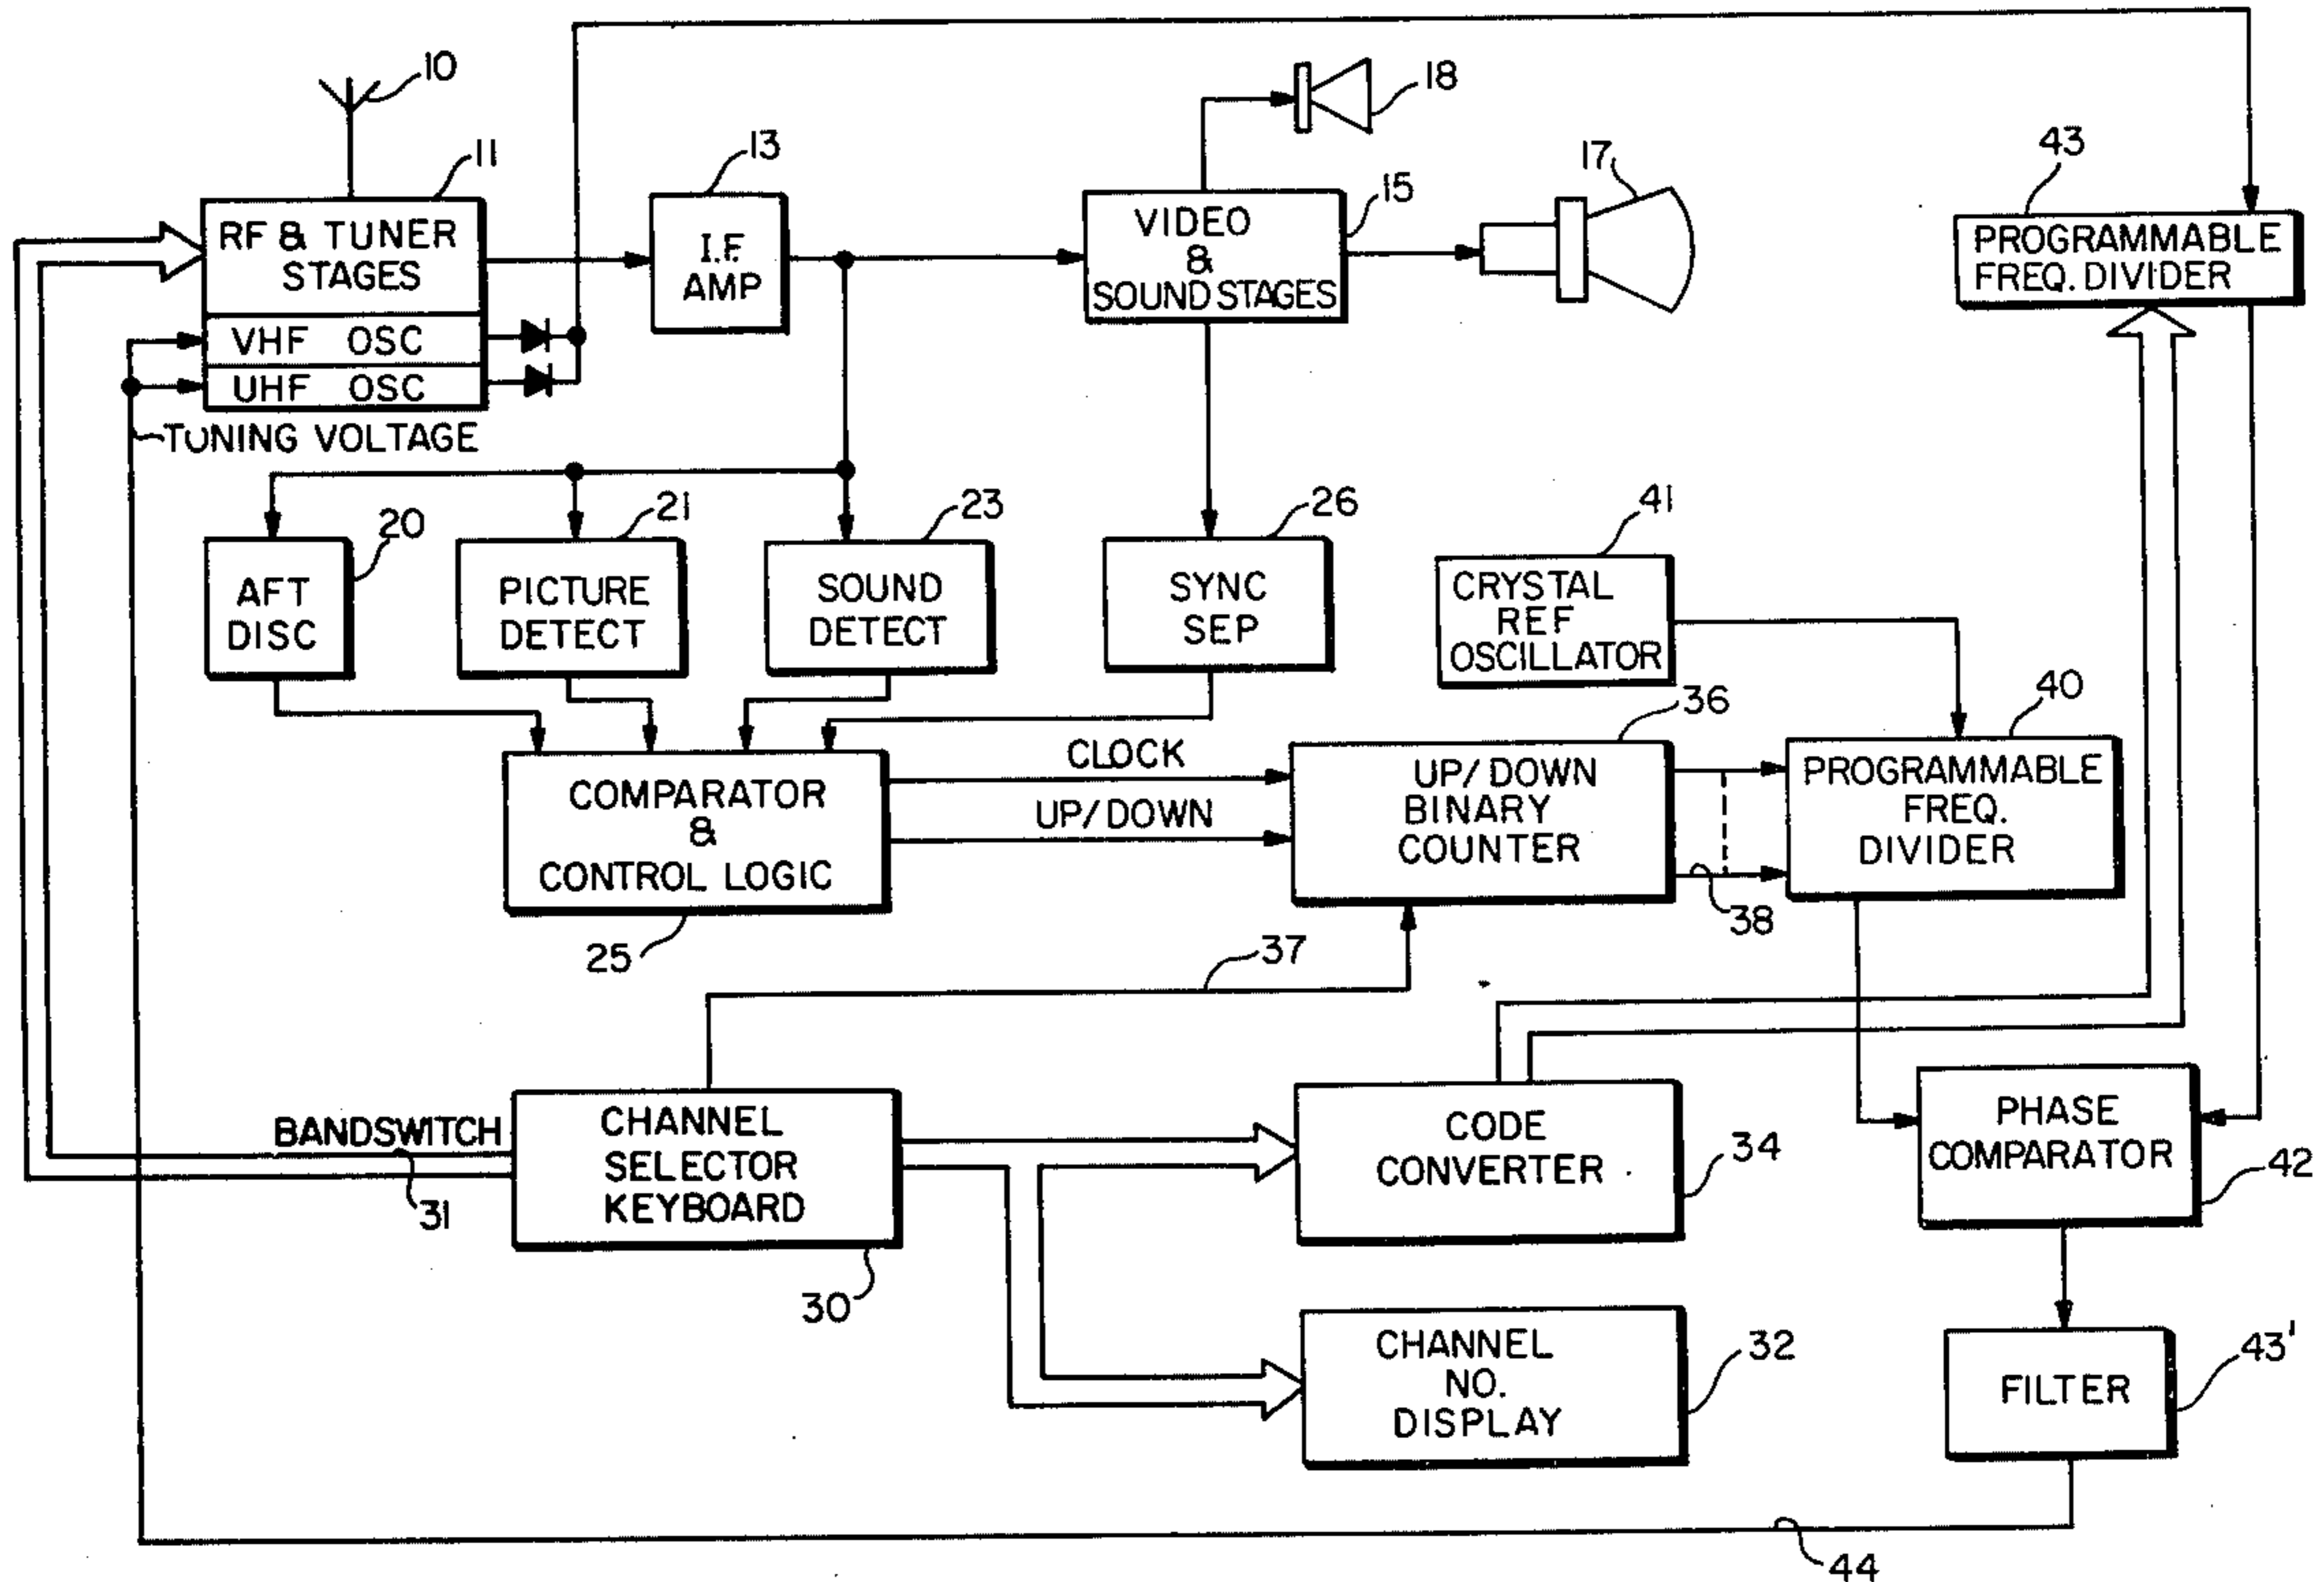 10
18
11
13
17
43
15
RF & TUNER
STAGES
I.F.
AMP
VIDEO
&
SOUND STAGES
PROGRAMMABLE
FREQ. DIVIDER
VHF OSC
UHF OSC
TUNING VOLTAGE
20
21
23
26
41
AFT
DISC
PICTURE
DETECT
SOUND
DETECT
SYNC
SEP
CRYSTAL
REF
OSCILLATOR
36
40
CLOCK
UP/DOWN
COMPARATOR
&
CONTROL LOGIC
UP/DOWN
BINARY
COUNTER
PROGRAMMABLE
FREQ.
DIVIDER
25
37
38
BANDSWITCH
31
CHANNEL
SELECTOR
KEYBOARD
30
CODE
CONVERTER
34
PHASE
COMPARATOR
42
CHANNEL
NO.
DISPLAY
32
FILTER
43'
44